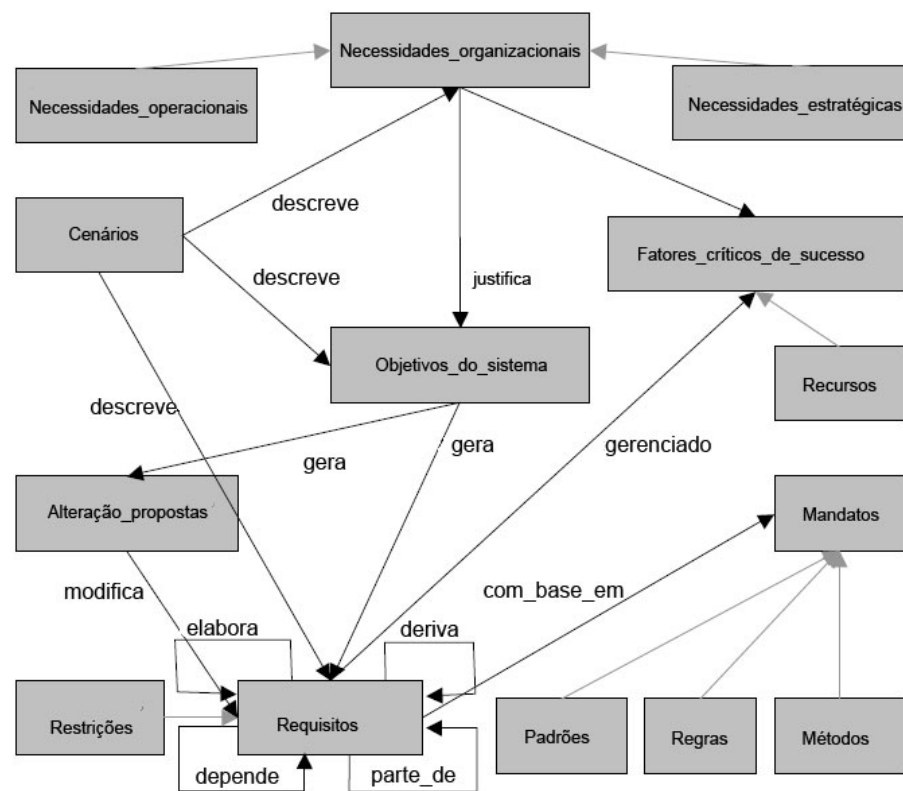 Necessidades_organizacionais
Necessidades_operacionais
Necessidades_estratégicas
descreve
Cenários
Fatores_críticos_de_sucesso
descreve
justifica
Objetivos_do_sistema
Recursos
descreve
gera
gera
gerenciado
Alteração_propostas
Mandatos
modifica
com_base_em
elabora
deriva
Restrições
Requisitos
Padrões
Regras
Métodos
depende
parte_de